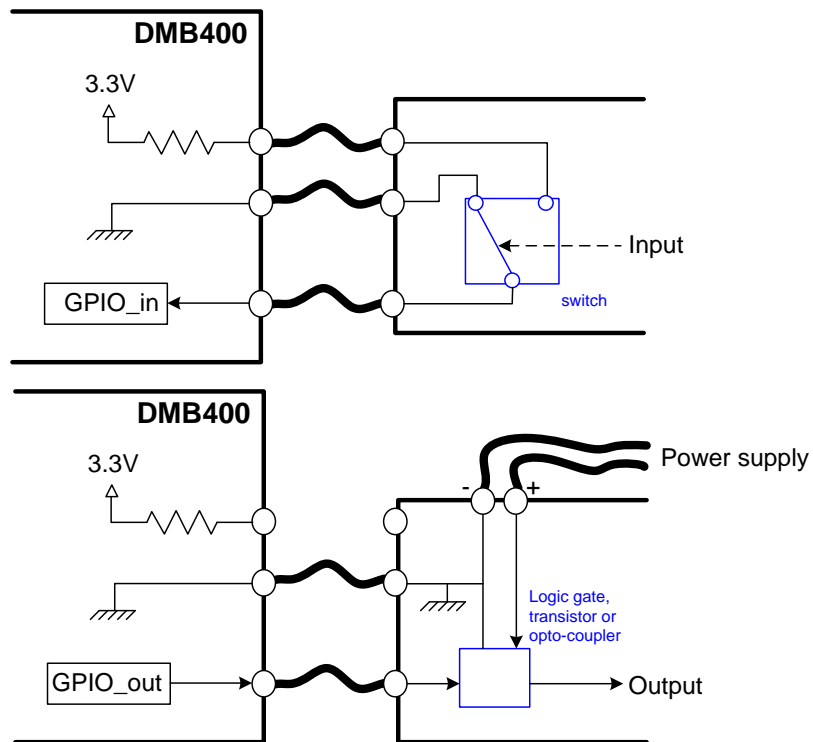 DMB400
3.3V
Input
GPIO_in
switch
DMB400
3.3V
Power supply
- +
Logic gate,
transistor or
opto-coupler
GPIO_out
Output